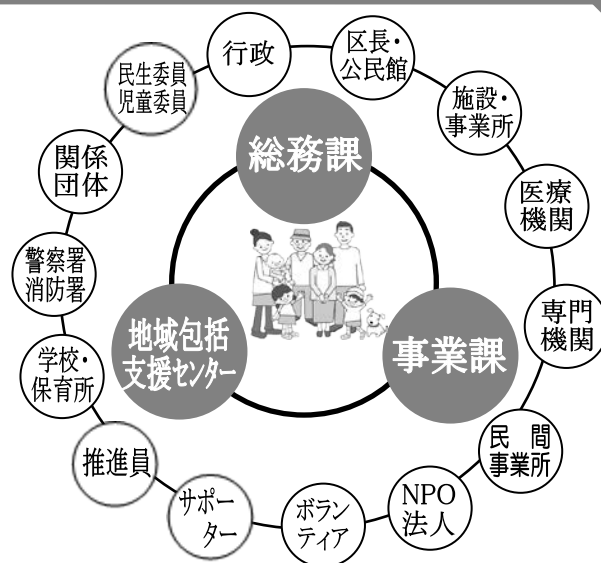 行政
区長・
公民館
施設・
事業所
医療
機関
専門
機関
民間
事業所
NPO
法人
ボラン
ティア
サポー
ター
推進員
学校・
保育所
警察署
消防署
関係
団体
民生委員
児童委員
総務課
事業課
地域包括
支援センター